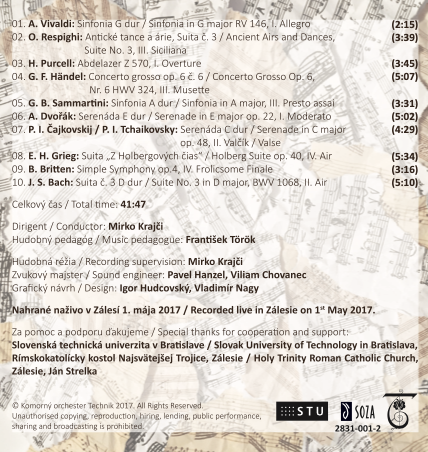 01. A. Vivaldi: Sinfonia G dur / Sinfonia in G major RV 146, I. Allegro (2:15)
02. O. Respighi: Antické tance a árie, Suita č. 3 / Ancient Airs and Dances, (3:39)
Suite No. 3, III. Siciliana
03. H. Purcell: Abdelazer Z 570, I. Overture (3:45)
04. G. F. Händel: Concerto grosso op. 6 č. 6 / Concerto Grosso Op. 6, (5:07)
Nr. 6 HWV 324, III. Musette
05. G. B. Sammartini: Sinfonia A dur / Sinfonia in A major, III. Presto assai (3:31)
06. A. Dvořák: Serenáda E dur / Serenade in E major op. 22, I. Moderato (5:02)
07. P. I. Čajkovskij / P. I. Tchaikovsky: Serenáda C dur / Serenade in C major (4:29)
op. 48, II. Valčík / Valse
08. E. H. Grieg: Suita „Z Holbergových čias“ / Holberg Suite op. 40, IV. Air (5:34)
09. B. Britten: Simple Symphony op.4, IV. Frolicsome Finale (3:16)
10. J. S. Bach: Suita č. 3 D dur / Suite No. 3 in D major, BWV 1068, II. Air (5:10)
Celkový čas / Total time: 41:47
Dirigent / Conductor: Mirko Krajči
Hudobný pedagóg / Music pedagogue: František Török
Hudobná réžia / Recording supervision: Mirko Krajči
Zvukový majster / Sound engineer: Pavel Hanzel, Viliam Chovanec
Grafický návrh / Design: Igor Hudcovský, Vladimír Nagy
Nahrané naživo v Zálesí 1. mája 2017 / Recorded live in Zálesie on 1st May 2017.
Za pomoc a podporu ďakujeme / Special thanks for cooperation and support:
Slovenská technická univerzita v Bratislave / Slovak University of Technology in Bratislava,
Rímskokatolícky kostol Najsvätejšej Trojice, Zálesie / Holy Trinity Roman Catholic Church,
Zálesie, Ján Strelka
© Komorný orchester Technik 2017. All Rights Reserved.
Unauthorised copying, reproduction, hiring, lending, public performance,
sharing and broadcasting is prohibited.
STU
SOZA
2831-001-2